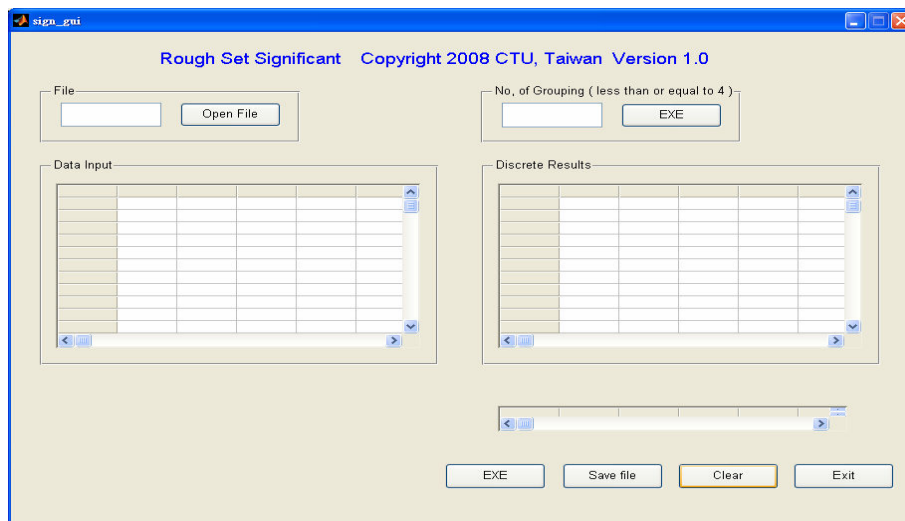 sign_gui
Rough Set Significant Copyright 2008 CTU, Taiwan Version 1.0
File
Open File
No, of Grouping ( less than or equal to 4 )
EXE
Data Input
Discrete Results
EXE
Save file
Clear
Exit